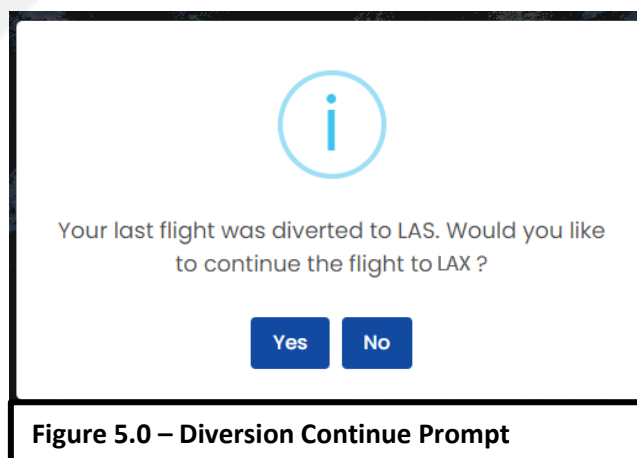 i
Your last flight was diverted to LAS. Would you like
to continue the flight to LAX ?
Yes No
Figure 5.0 – Diversion Continue Prompt